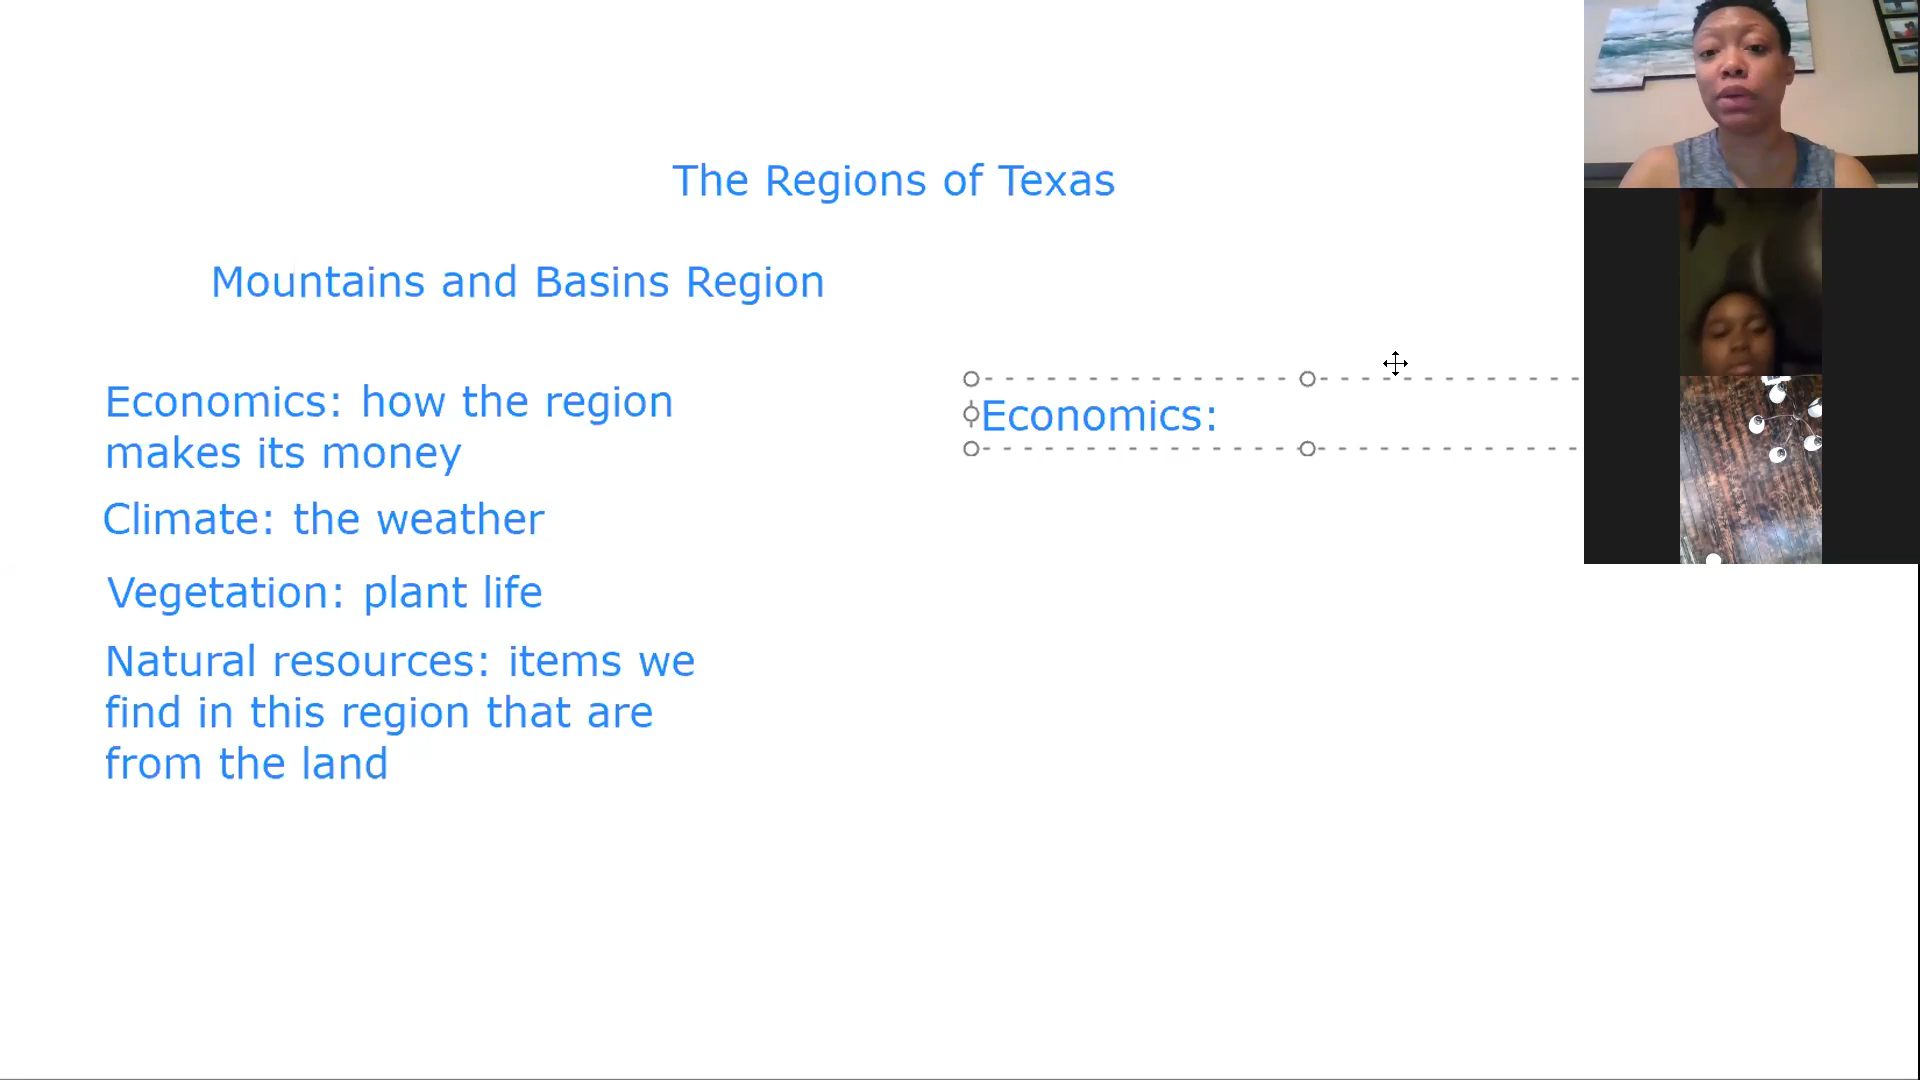 The Regions of Texas
Mountains and Basins Region
Economics: how the region
makes its money
Climate: the weather
Vegetation: plant life
Natural resources: items we
find in this region that are
from the land
Economics: